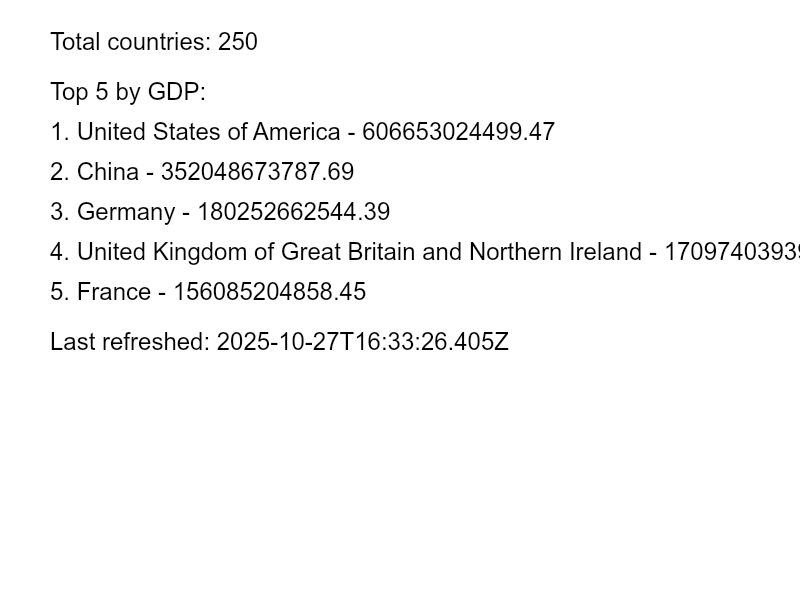 Total countries: 250
Top 5 by GDP:
1. United States of America - 606653024499.47
2. China - 352048673787.69
3. Germany - 180252662544.39
4. United Kingdom of Great Britain and Northern Ireland - 17097403939
5. France - 156085204858.45
Last refreshed: 2025-10-27T16:33:26.405Z